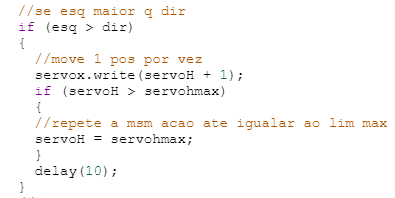 //se esq maior q dir
if (esq > dir)
{
//move 1 pos por vez
servox.write(servoH + 1);
if (servoH > servohmax)
{
//repete a msm acao ate igualar ao lim max
servoH = servohmax;
}
delay(10);
}